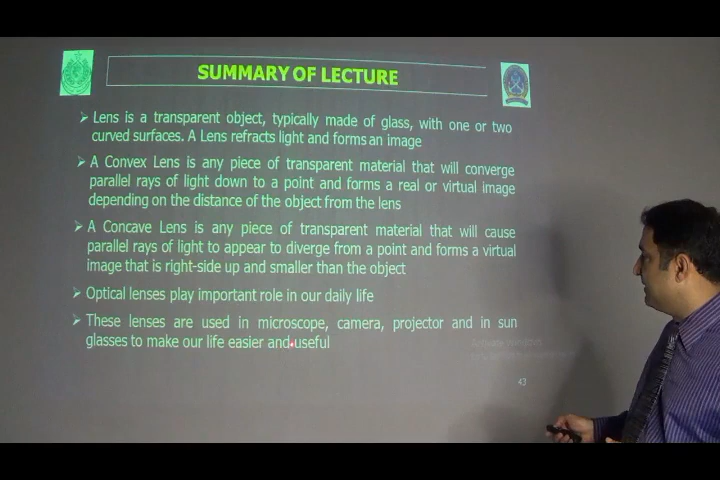 SUMMARY OF LECTURE
➢ Lens is a transparent object, typically made of glass, with one or two
curved surfaces. A Lens refracts light and forms an image
➢ A Convex Lens is any piece of transparent material that will converge
parallel rays of light down to a point and forms a real or virtual image
depending on the distance of the object from the lens
➢ A Concave Lens is any piece of transparent material that will cause
parallel rays of light to appear to diverge from a point and forms a virtual
image that is right-side up and smaller than the object
➢ Optical lenses play important role in our daily life
➢ These lenses are used in microscope, camera, projector and in sun
glasses to make our life easier and useful
43